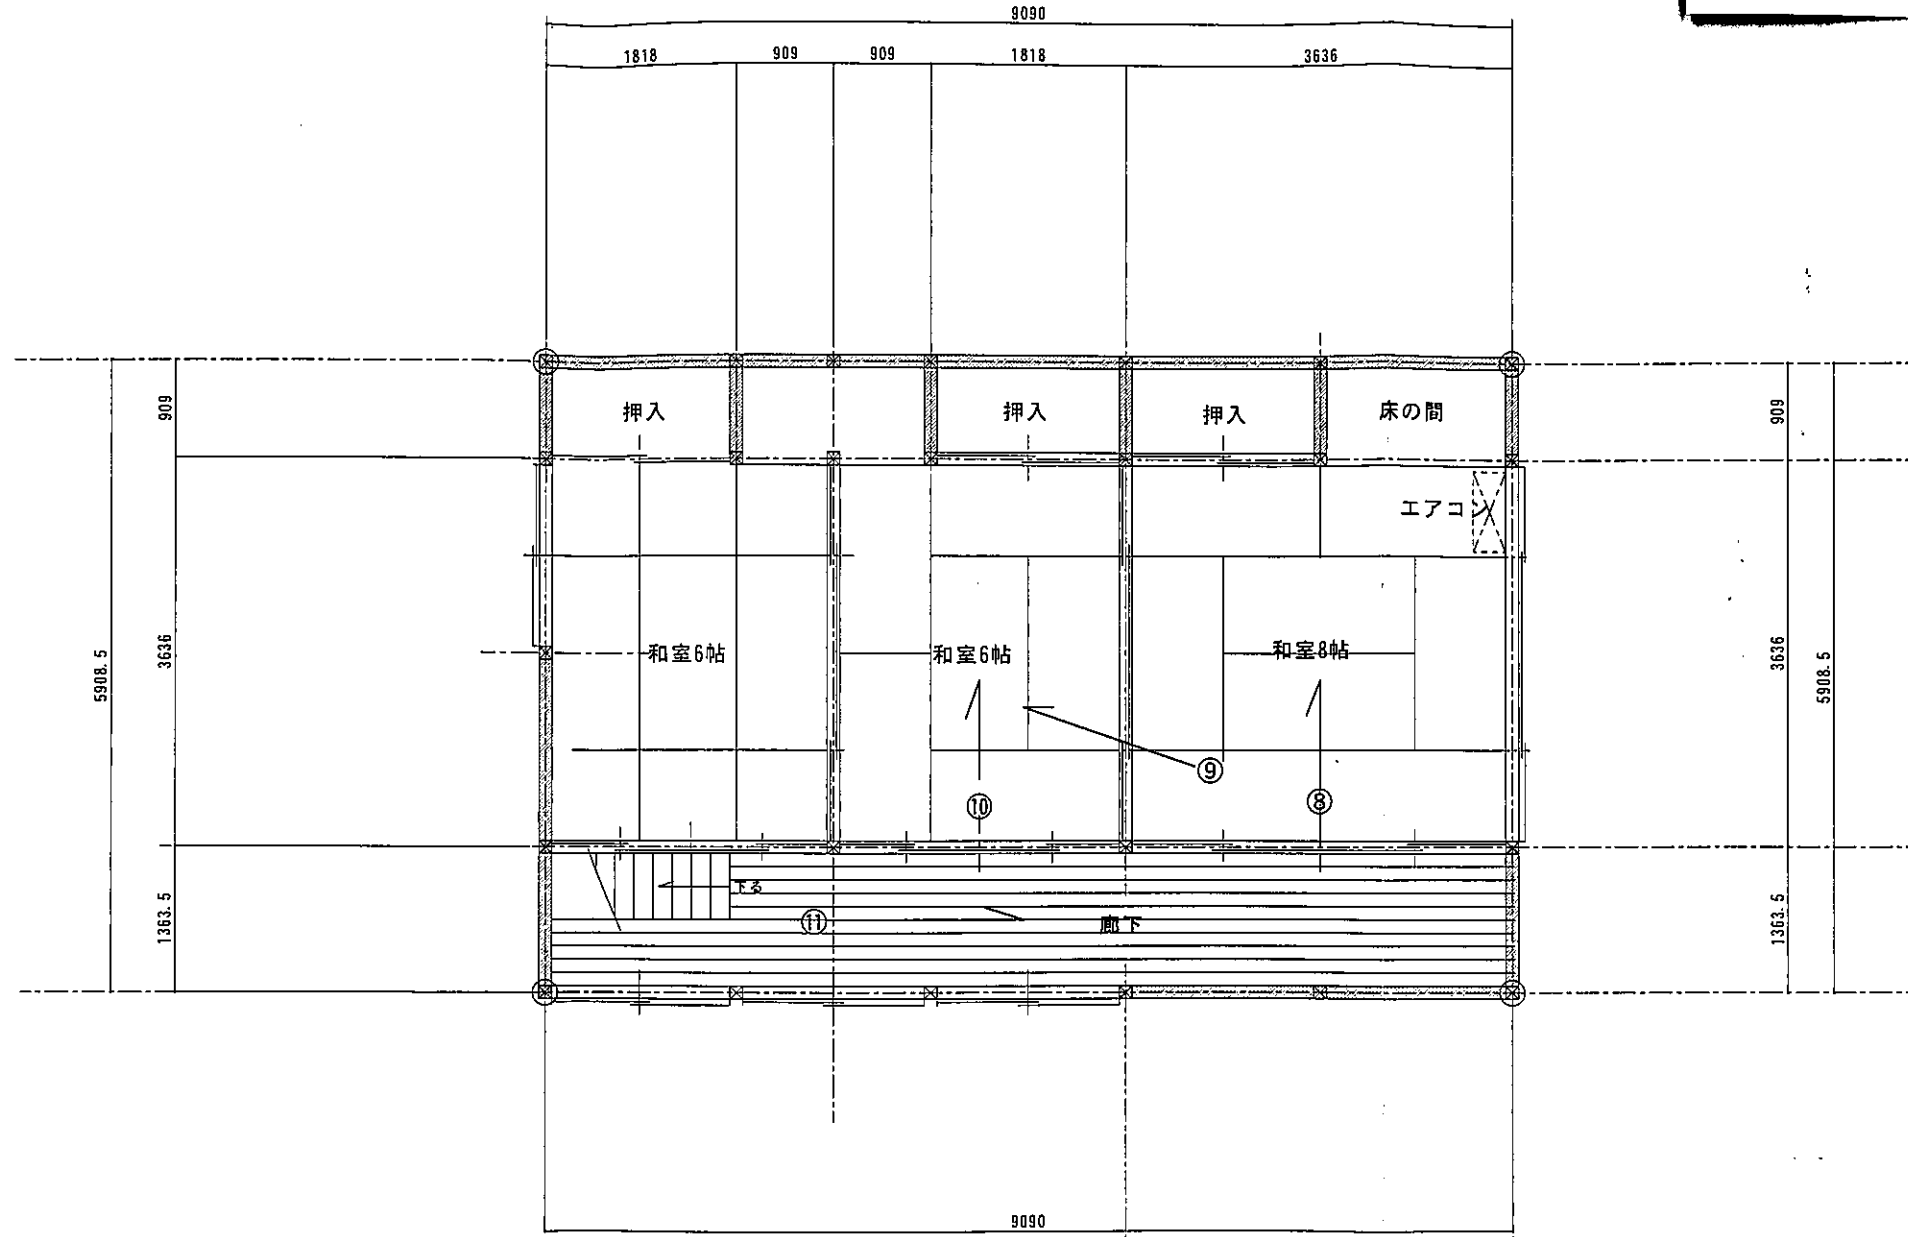 9090
1818 909 909 1818 3636
909 押入 押入 押入 床の間 909
エアコン
5908.5 3636 和室6帖 和室6帖 和室8帖 3636 5908.5
⑨
⑩ ⑧
下る
1363.5 ⑪ 廊下 1363.5
9090